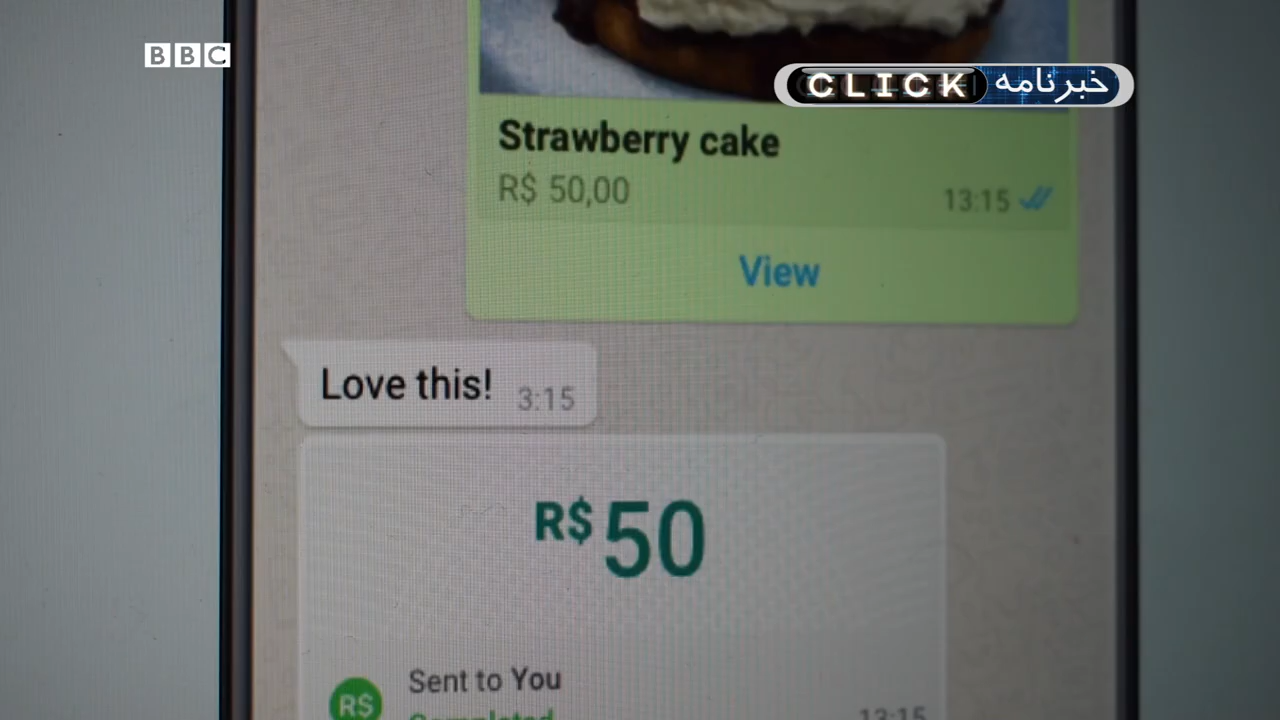 BBC
CLICK خبرنامه
Strawberry cake
R$ 50,00
13:15
View
Love this! 3:15
R$ 50
Sent to You
R$
Completed
13:15